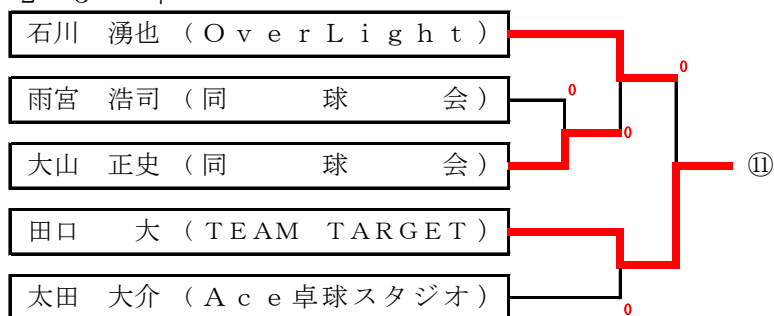 石川　湧也（OverLight）
0
雨宮　浩司（同　球　会）
0
0
大山　正史（同　球　会）
⑪
田口　大（TEAM TARGET）
太田　大介（Ace卓球スタジオ）
0